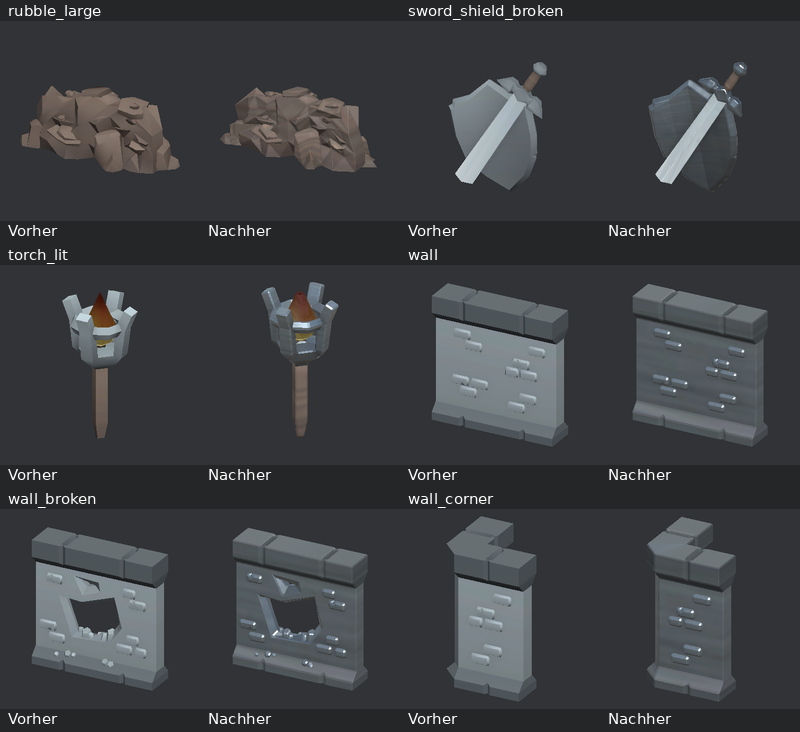 rubble_large
sword_shield_broken
Vorher
Nachher
Vorher
Nachher
torch_lit
wall
Vorher
Nachher
Vorher
Nachher
wall_broken
wall_corner
Vorher
Nachher
Vorher
Nachher